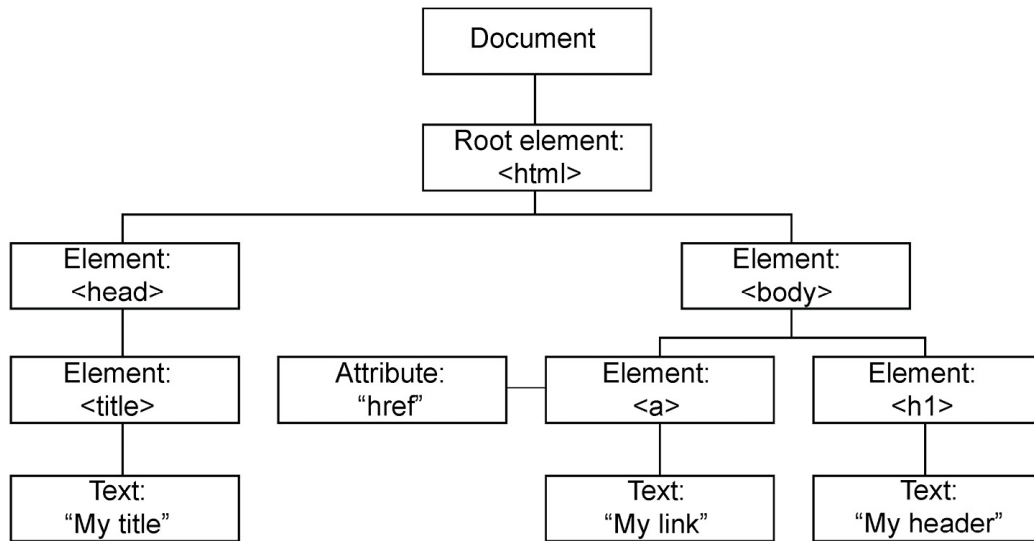 Document
Root element:
<html>
Element:
<head>
Element:
<body>
Element:
<title>
Attribute:
“href”
Element:
<a>
Element:
<h1>
Text:
“My title”
Text:
“My link”
Text:
“My header”